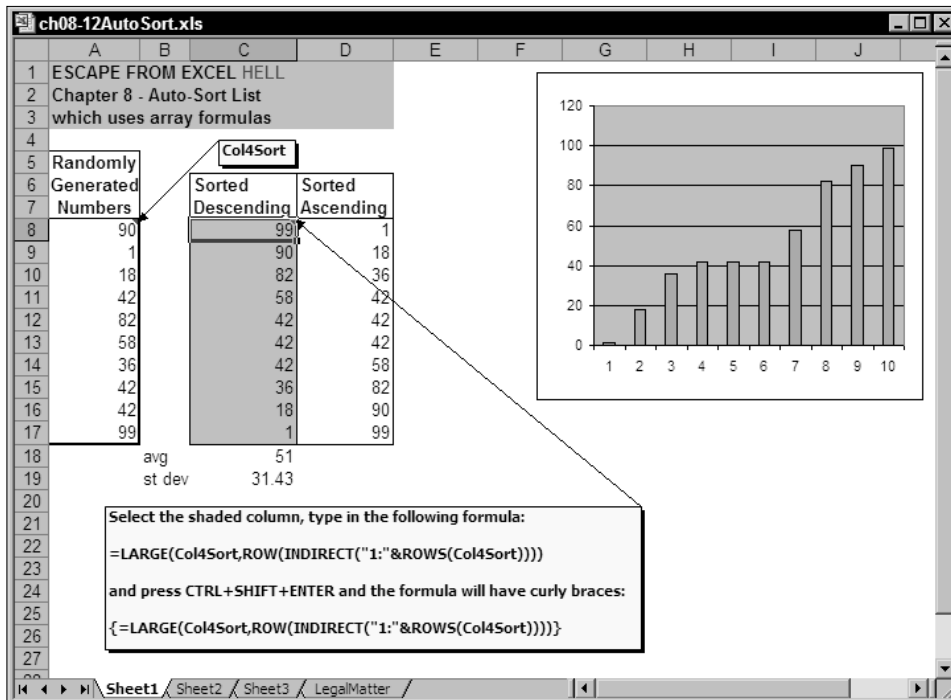 ch08-12AutoSort.xls
A B C D E F G H I J
1 ESCAPE FROM EXCEL HELL
2 Chapter 8 - Auto-Sort List
3 which uses array formulas
4
Col4Sort
5 Randomly
6 Generated Sorted Sorted
7 Numbers Descending Ascending
8 90 99 1
9 1 90 18
10 18 82 36
11 42 58 42
12 82 42 42
13 58 42 42
14 36 42 58
15 42 36 82
16 42 18 90
17 99 1 99
18 avg 51
19 st dev 31.43
20
21
22
23
24
25
26
27
Select the shaded column, type in the following formula:
=LARGE(Col4Sort,ROW(INDIRECT("1:"&ROWS(Col4Sort))))
and press CTRL+SHIFT+ENTER and the formula will have curly braces:
{=LARGE(Col4Sort,ROW(INDIRECT("1:"&ROWS(Col4Sort))))}
120
100
80
60
40
20
0
1 2 3 4 5 6 7 8 9 10
Sheet1 Sheet2 Sheet3 LegalMatter